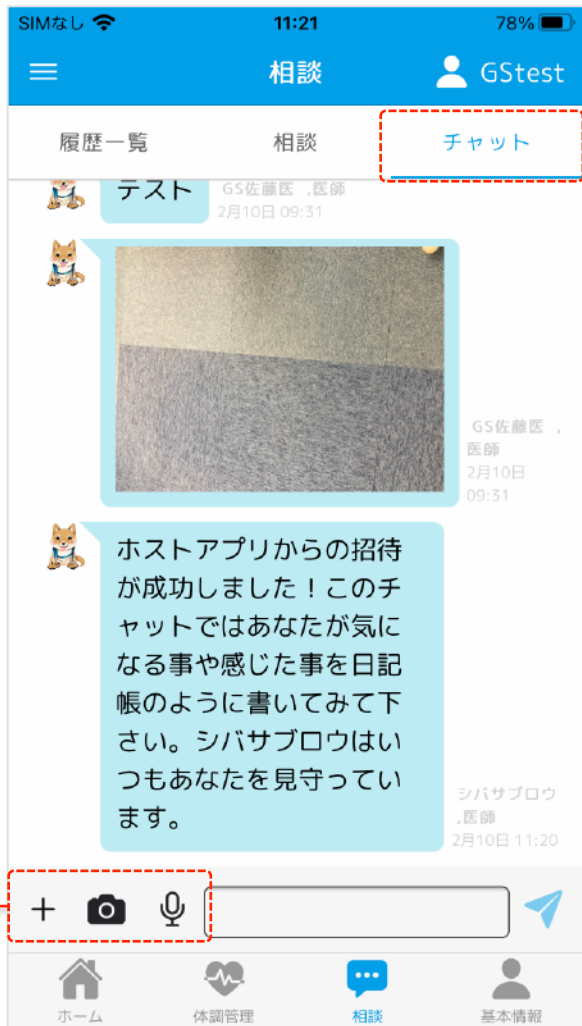 SIMなし 11:21 78%
相談 GStest
履歴一覧 相談 チャット
テスト
GS佐藤医 ,医師
2月10日 09:31
GS佐藤医 ,
医師
2月10日
09:31
ホストアプリからの招待
が成功しました！このチ
ャットではあなたが気に
なる事や感じた事を日記
帳のように書いてみて下
さい。シバサブロウはい
つもあなたを見守ってい
ます。
シバサブロウ
,医師
2月10日 11:20
ホーム 体調管理 相談 基本情報